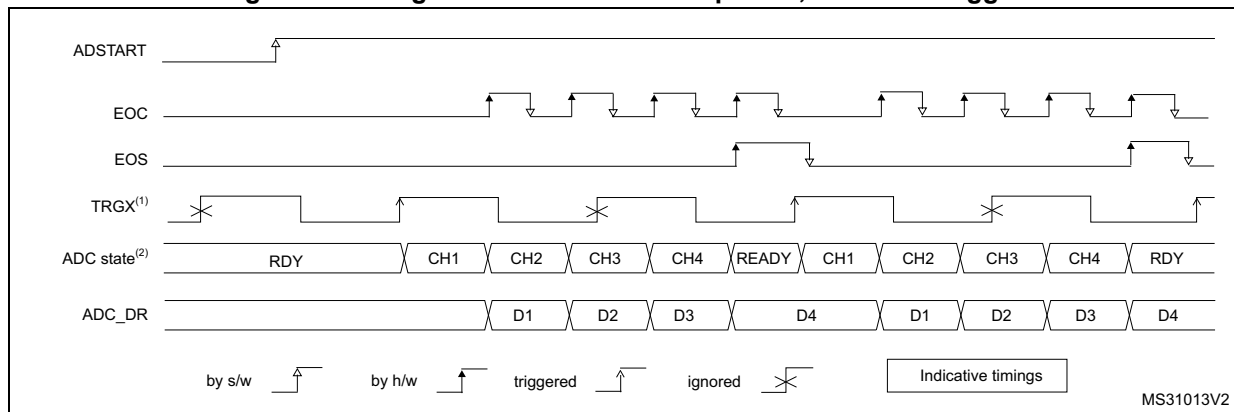 ADSTART
EOC
EOS
TRGX(1)
ADC state(2) RDY CH1 CH2 CH3 CH4 READY CH1 CH2 CH3 CH4 RDY
ADC_DR D1 D2 D3 D4 D1 D2 D3 D4
by s/w by h/w triggered ignored Indicative timings
MS31013V2